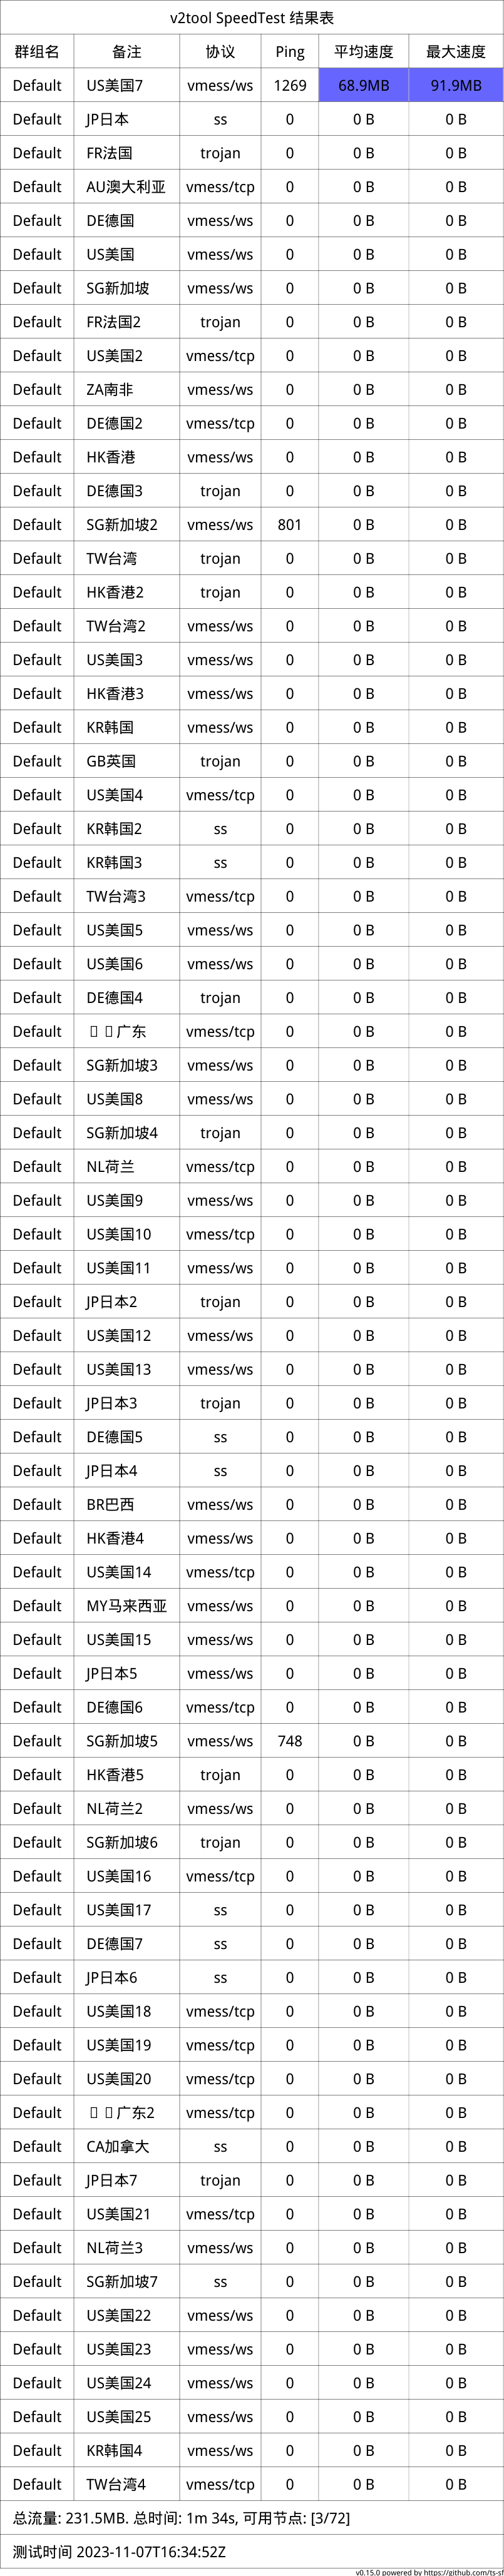 v2tool SpeedTest 结果表
群组名 备注 协议 Ping 平均速度 最大速度
Default US美国7 vmess/ws 1269 68.9MB 91.9MB
Default JP日本 ss 0 0 B 0 B
Default FR法国 trojan 0 0 B 0 B
Default AU澳大利亚 vmess/tcp 0 0 B 0 B
Default DE德国 vmess/ws 0 0 B 0 B
Default US美国 vmess/ws 0 0 B 0 B
Default SG新加坡 vmess/ws 0 0 B 0 B
Default FR法国2 trojan 0 0 B 0 B
Default US美国2 vmess/tcp 0 0 B 0 B
Default ZA南非 vmess/ws 0 0 B 0 B
Default DE德国2 vmess/tcp 0 0 B 0 B
Default HK香港 vmess/ws 0 0 B 0 B
Default DE德国3 trojan 0 0 B 0 B
Default SG新加坡2 vmess/ws 801 0 B 0 B
Default TW台湾 trojan 0 0 B 0 B
Default HK香港2 trojan 0 0 B 0 B
Default TW台湾2 vmess/ws 0 0 B 0 B
Default US美国3 vmess/ws 0 0 B 0 B
Default HK香港3 vmess/ws 0 0 B 0 B
Default KR韩国 vmess/ws 0 0 B 0 B
Default GB英国 trojan 0 0 B 0 B
Default US美国4 vmess/tcp 0 0 B 0 B
Default KR韩国2 ss 0 0 B 0 B
Default KR韩国3 ss 0 0 B 0 B
Default TW台湾3 vmess/tcp 0 0 B 0 B
Default US美国5 vmess/ws 0 0 B 0 B
Default US美国6 vmess/ws 0 0 B 0 B
Default DE德国4 trojan 0 0 B 0 B
Default 广东 vmess/tcp 0 0 B 0 B
Default SG新加坡3 vmess/ws 0 0 B 0 B
Default US美国8 vmess/ws 0 0 B 0 B
Default SG新加坡4 trojan 0 0 B 0 B
Default NL荷兰 vmess/tcp 0 0 B 0 B
Default US美国9 vmess/ws 0 0 B 0 B
Default US美国10 vmess/tcp 0 0 B 0 B
Default US美国11 vmess/ws 0 0 B 0 B
Default JP日本2 trojan 0 0 B 0 B
Default US美国12 vmess/ws 0 0 B 0 B
Default US美国13 vmess/ws 0 0 B 0 B
Default JP日本3 trojan 0 0 B 0 B
Default DE德国5 ss 0 0 B 0 B
Default JP日本4 ss 0 0 B 0 B
Default BR巴西 vmess/ws 0 0 B 0 B
Default HK香港4 vmess/ws 0 0 B 0 B
Default US美国14 vmess/tcp 0 0 B 0 B
Default MY马来西亚 vmess/ws 0 0 B 0 B
Default US美国15 vmess/ws 0 0 B 0 B
Default JP日本5 vmess/ws 0 0 B 0 B
Default DE德国6 vmess/tcp 0 0 B 0 B
Default SG新加坡5 vmess/ws 748 0 B 0 B
Default HK香港5 trojan 0 0 B 0 B
Default NL荷兰2 vmess/ws 0 0 B 0 B
Default SG新加坡6 trojan 0 0 B 0 B
Default US美国16 vmess/tcp 0 0 B 0 B
Default US美国17 ss 0 0 B 0 B
Default DE德国7 ss 0 0 B 0 B
Default JP日本6 ss 0 0 B 0 B
Default US美国18 vmess/tcp 0 0 B 0 B
Default US美国19 vmess/tcp 0 0 B 0 B
Default US美国20 vmess/tcp 0 0 B 0 B
Default 广东2 vmess/tcp 0 0 B 0 B
Default CA加拿大 ss 0 0 B 0 B
Default JP日本7 trojan 0 0 B 0 B
Default US美国21 vmess/tcp 0 0 B 0 B
Default NL荷兰3 vmess/ws 0 0 B 0 B
Default SG新加坡7 ss 0 0 B 0 B
Default US美国22 vmess/ws 0 0 B 0 B
Default US美国23 vmess/ws 0 0 B 0 B
Default US美国24 vmess/ws 0 0 B 0 B
Default US美国25 vmess/ws 0 0 B 0 B
Default KR韩国4 vmess/ws 0 0 B 0 B
Default TW台湾4 vmess/tcp 0 0 B 0 B
总流量: 231.5MB. 总时间: 1m 34s, 可用节点: [3/72]
测试时间 2023-11-07T16:34:52Z
v0.15.0 powered by https://github.com/ts-sf